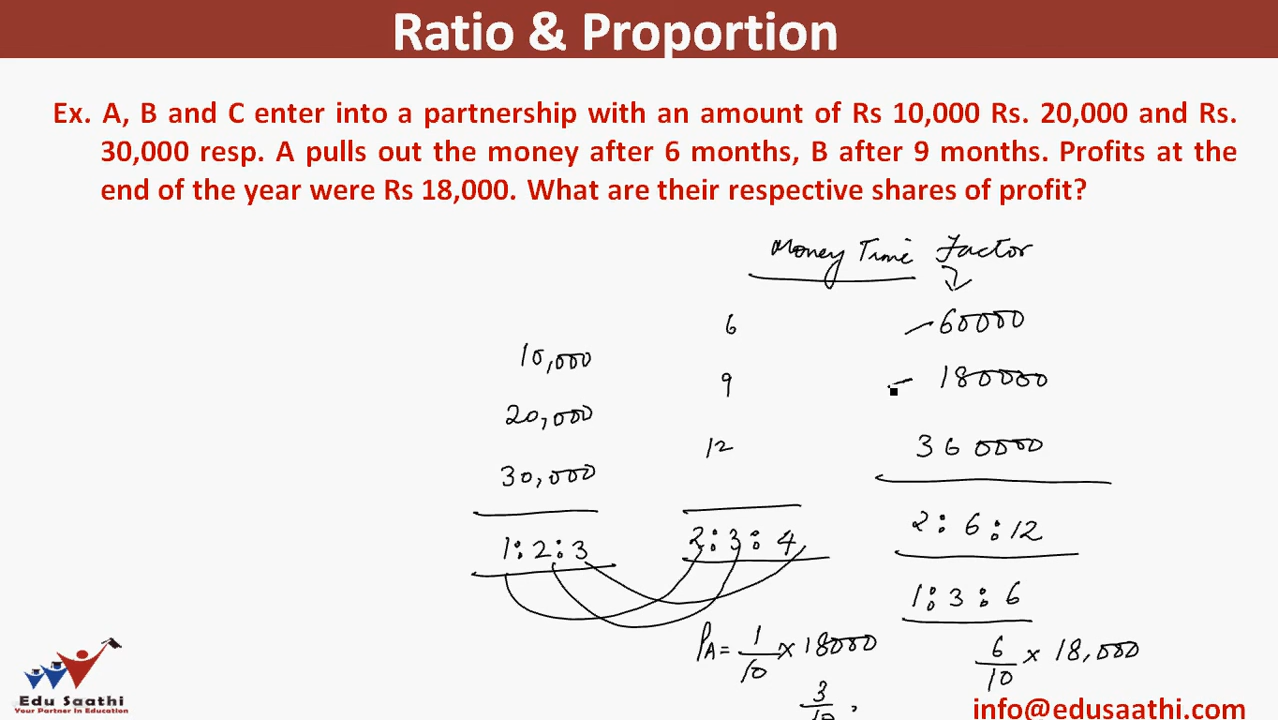 Ratio & Proportion
Ex. A, B and C enter into a partnership with an amount of Rs 10,000 Rs. 20,000 and Rs.
30,000 resp. A pulls out the money after 6 months, B after 9 months. Profits at the
end of the year were Rs 18,000. What are their respective shares of profit?
Money Time Factor
6 60000
10,000
9 180000
20,000
12 360000
30,000
2:6:12
1:2:3 2:3:4
1:3:6
PA = 1/10 × 18000
6/10 × 18,000
3/10
Edu Saathi
Your Partner In Education
info@edusaathi.com